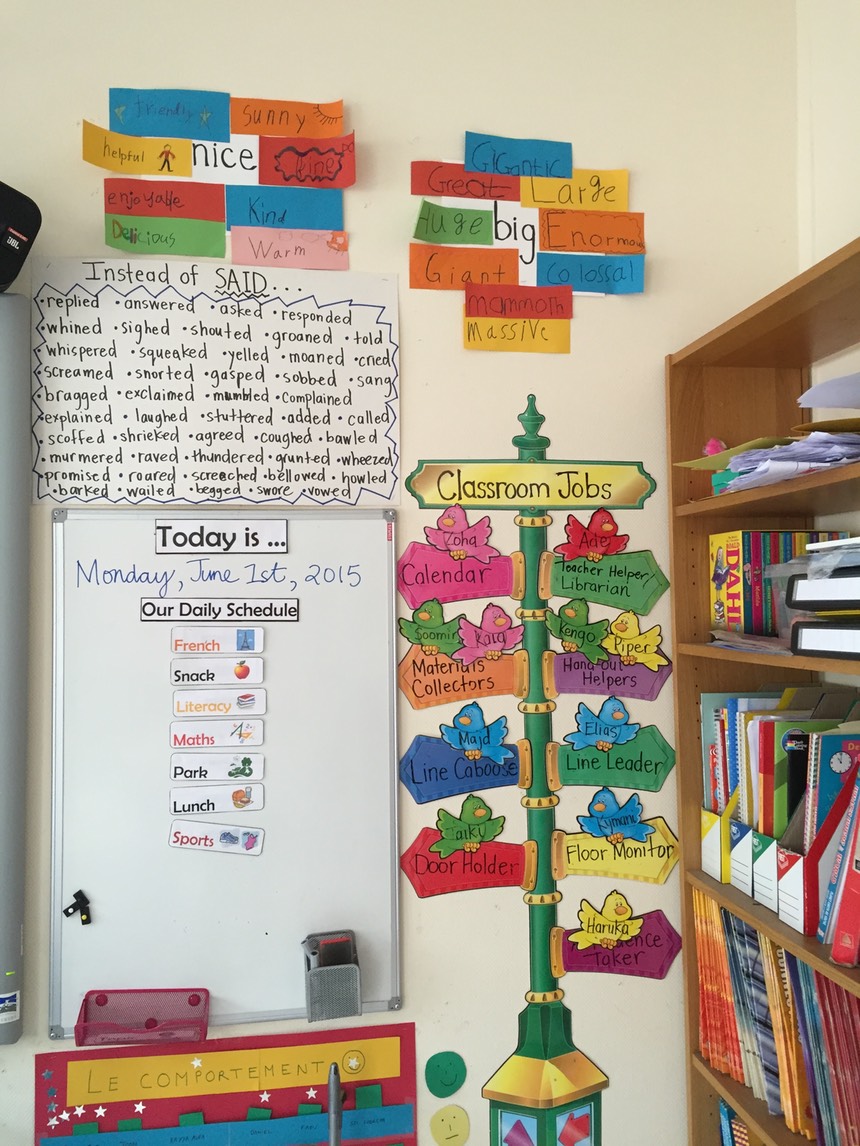 Friendly
Sunny
helpful
nice
Fine
enjoyable
Kind
Delicious
Warm
Gigantic
Great
Large
Huge
big
Enormou
Giant
Colossal
mammoth
massive
Instead of SAID...
• replied • answered • asked • responded
• whined • sighed • shouted • groaned • told
• whispered • squeaked • yelled • moaned • cried
• screamed • snorted • gasped • sobbed • sang
• bragged • exclaimed • mumbled • complained
• explained • laughed • stuttered • added • called
• scoffed • shrieked • agreed • coughed • bawled
• murmered • raved • thundered • grunted • wheezed
• promised • roared • screeched • bellowed • howled
• barked • wailed • begged • swore • vowed
Today is ...
Monday, June 1st, 2015
Our Daily Schedule
French
Snack
Literacy
Maths
Park
Lunch
Sports
Classroom Jobs
Zoha
Calendar
Ade
Teacher Helper
Librarian
Soomin
Kara
Materials
Collectors
Kengo
Piper
Hand-out
Helpers
Majd
Line Caboose
Elias
Line Leader
Taiky
Door Holder
Kymani
Floor Monitor
Haruka
Taker
LE COMPORTEMENT
JBL
DAHL